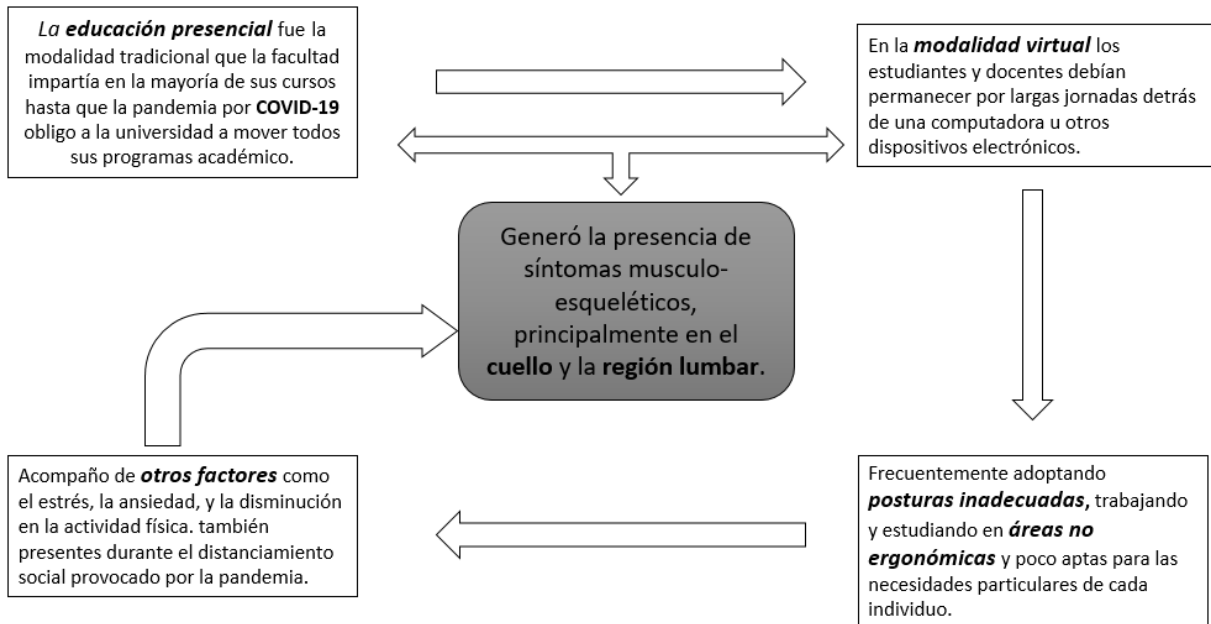 La educación presencial fue la
modalidad tradicional que la facultad
impartía en la mayoría de sus cursos
hasta que la pandemia por COVID-19
obligo a la universidad a mover todos
sus programas académico.
En la modalidad virtual los
estudiantes y docentes debían
permanecer por largas jornadas detrás
de una computadora u otros
dispositivos electrónicos.
Generó la presencia de
síntomas musculo-
esqueléticos,
principalmente en el
cuello y la región lumbar.
Acompaño de otros factores como
el estrés, la ansiedad, y la disminución
en la actividad física. también
presentes durante el distanciamiento
social provocado por la pandemia.
Frecuentemente adoptando
posturas inadecuadas, trabajando
y estudiando en áreas no
ergonómicas y poco aptas para las
necesidades particulares de cada
individuo.